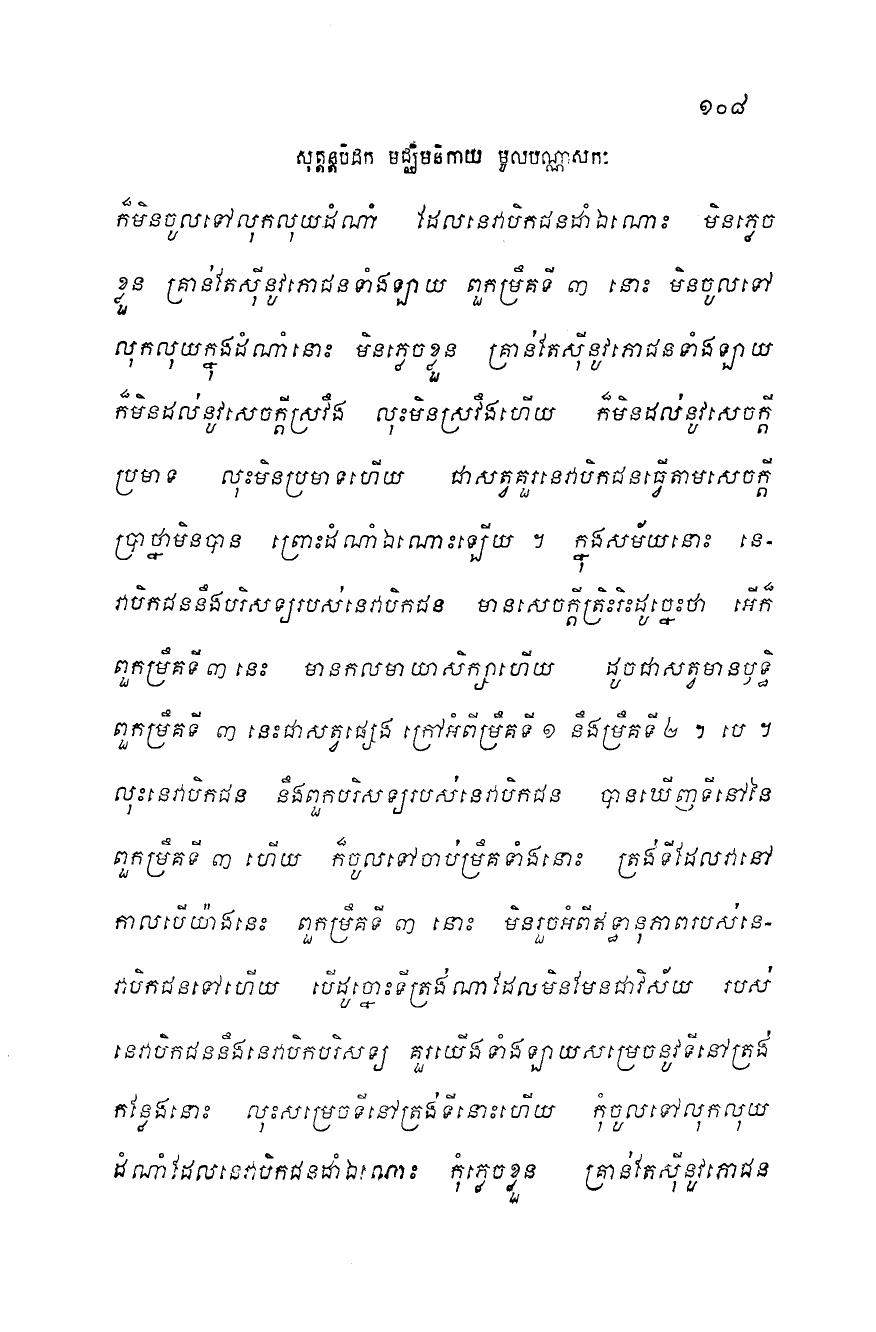 ១០៨
សុត្តន្តបិដក មជ្ឈិមនិកាយ មូលបណ្ណាសកៈ
ក៏មិនចូលទៅលុកលុយដំណាំ ដែលនេវាបិកជនដាំឯណោះ មិនភ្លេច
ខ្លួន គ្រាន់តែស៊ីនូវភោជនទាំងឡាយ ពួកម្រឹគទី ៣ នោះ មិនចូលទៅ
លុកលុយក្នុងដំណាំនោះ មិនភ្លេចខ្លួន គ្រាន់តែស៊ីនូវភោជនទាំងឡាយ
ក៏មិនដល់នូវសេចក្តីស្រវឹង លុះមិនស្រវឹងហើយ ក៏មិនដល់នូវសេចក្តី
ប្រមាទ លុះមិនប្រមាទហើយ ជាសត្វគួរនេវាបិកជនធ្វើតាមសេចក្តី
ប្រាថ្នាមិនបាន ព្រោះដំណាំឯណោះឡើយ ។ ក្នុងសម័យនោះ នេ-
វាបិកជននឹងបរិសទ្យរបស់នេវាបិកជន មានសេចក្តីត្រិះរិះដូច្នេះថា អើក៏
ពួកម្រឹគទី ៣ នេះ មានកលមាយាសិក្សាហើយ ដូចជាសត្វមានឫទ្ធិ
ពួកម្រឹគទី ៣ នេះជាសត្វផ្សេង ក្រៅអំពីម្រឹគទី ១ នឹងម្រឹគទី ២ ។ បេ ។
លុះនេវាបិកជន នឹងពួកបរិសទ្យរបស់នេវាបិកជន បានឃើញទីនៅនៃ
ពួកម្រឹគទី ៣ ហើយ ក៏ចូលទៅចាប់ម្រឹគទាំងនោះ ត្រង់ទីដែលវានៅ
កាលបើយ៉ាងនេះ ពួកម្រឹគទី ៣ នោះ មិនរួចអំពីឥទ្ធានុភាពរបស់នេ-
វាបិកជនទៅហើយ បើដូច្នោះទីត្រង់ណាដែលមិនមែនជាវិស័យ របស់
នេវាបិកជននឹងនេវាបិកបរិសទ្យ គួរយើងទាំងឡាយសម្រេចនូវទីនៅត្រង់
កន្លែងនោះ លុះសម្រេចទីនៅត្រង់ទីនោះហើយ កុំចូលទៅលុកលុយ
ដំណាំដែលនេវាបិកជនដាំឯណោះ កុំភ្លេចខ្លួន គ្រាន់តែស៊ីនូវភោជន